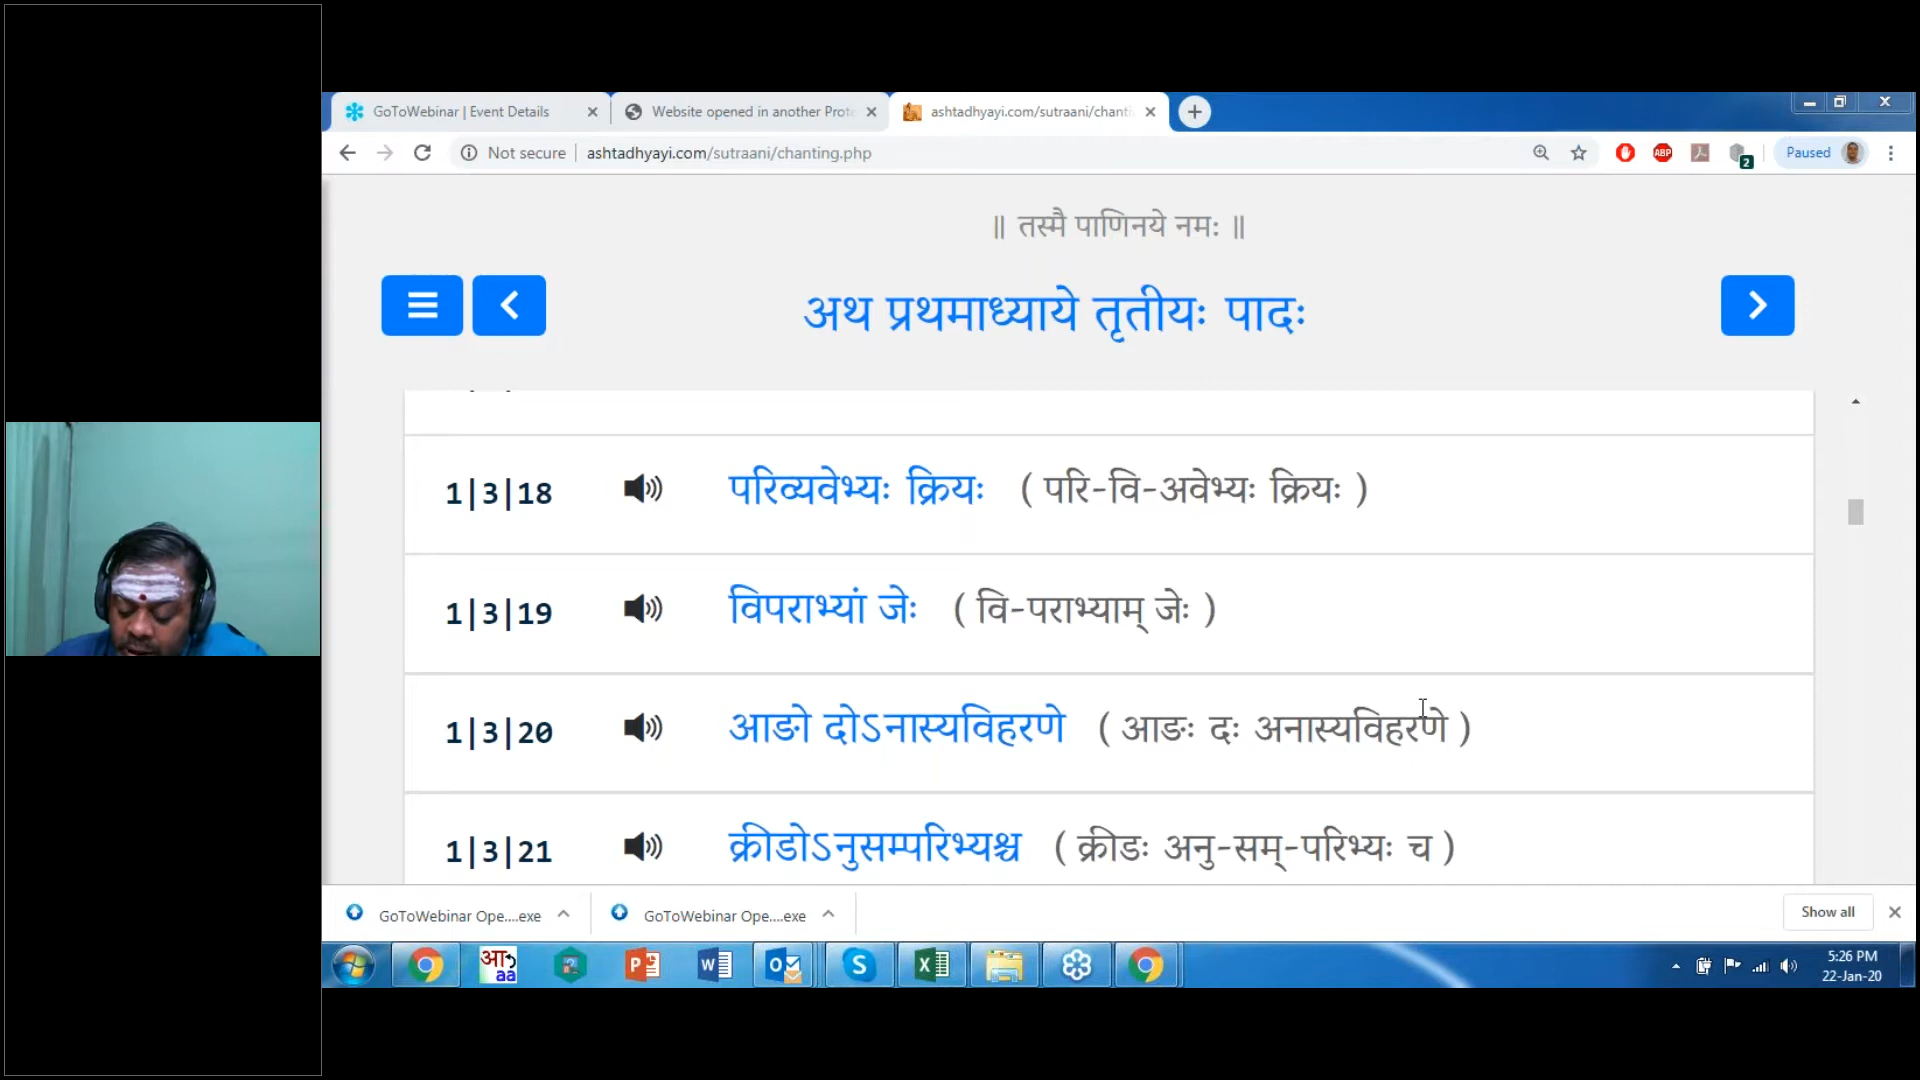 GoToWebinar | Event Details
Website opened in another Prot
ashtadhyayi.com/sutraani/chanti
Not secure
ashtadhyayi.com/sutraani/chanting.php
ABP
2
Paused
॥ तस्मै पाणिनये नमः ॥
अथ प्रथमाध्याये तृतीयः पादः
1|3|18 परिव्यवेभ्यः क्रियः ( परि-वि-अवेभ्यः क्रियः )
1|3|19 विपराभ्यां जेः ( वि-पराभ्याम् जेः )
1|3|20 आङो दोऽनास्यविहरणे ( आङः दः अनास्यविहरणे )
1|3|21 क्रीडोऽनुसम्परिभ्यश्च ( क्रीडः अनु-सम्-परिभ्यः च )
GoToWebinar Ope....exe
GoToWebinar Ope....exe
Show all
5:26 PM
22-Jan-20